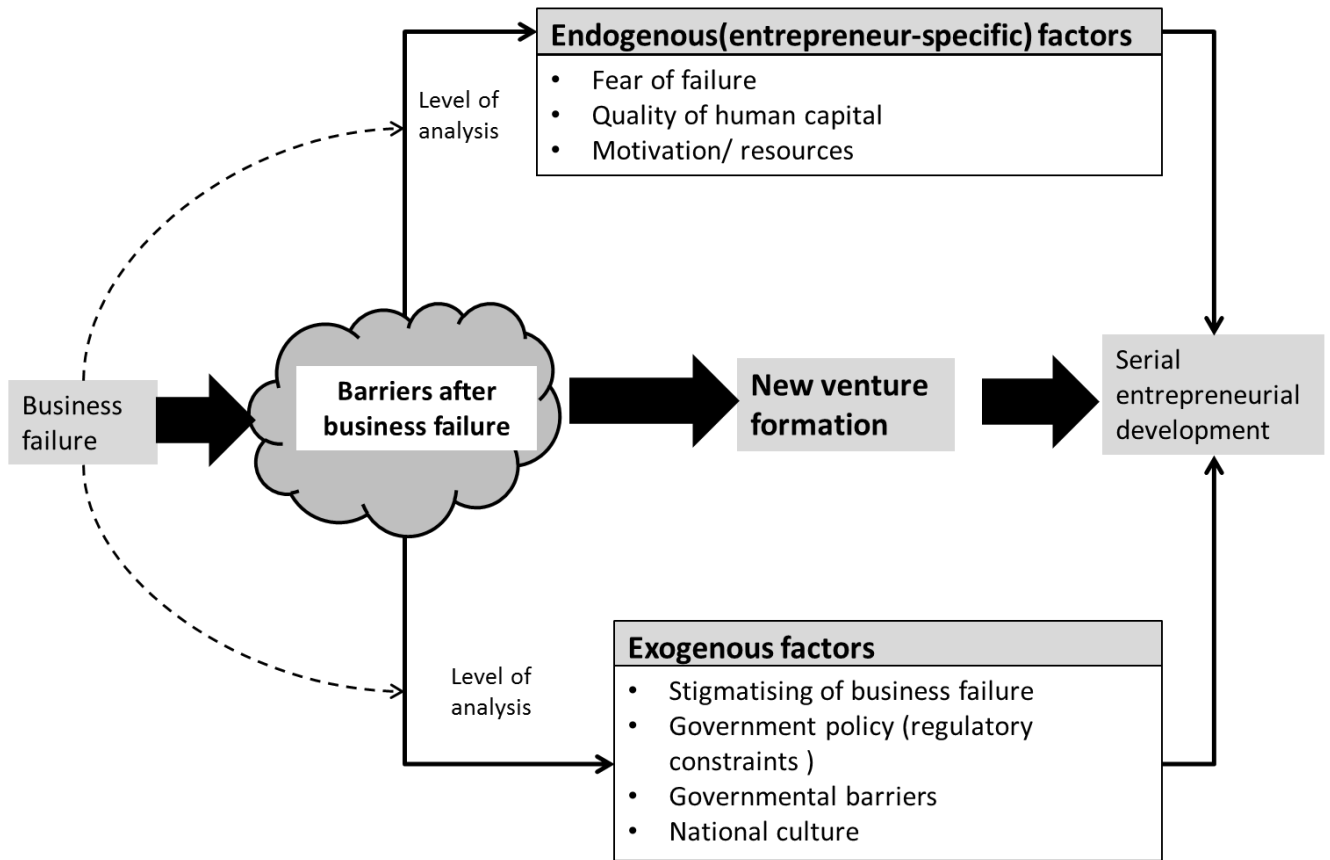 Endogenous(entrepreneur-specific) factors
• Fear of failure
• Quality of human capital
• Motivation/ resources
Level of
analysis
Business
failure
Barriers after
business failure
New venture
formation
Serial
entrepreneurial
development
Level of
analysis
Exogenous factors
• Stigmatising of business failure
• Government policy (regulatory
constraints )
• Governmental barriers
• National culture